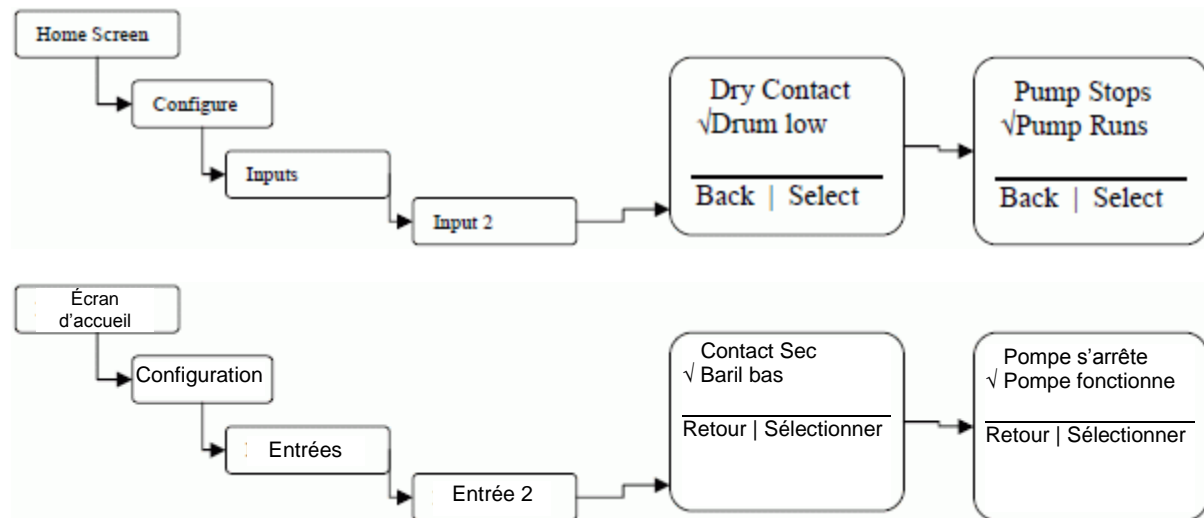 Home Screen
Configure
Inputs
Input 2
Dry Contact
√Drum low
Back | Select
Pump Stops
√Pump Runs
Back | Select
Écran
d’accueil
Configuration
Entrées
Entrée 2
Contact Sec
√ Baril bas
Retour | Sélectionner
Pompe s’arrête
√ Pompe fonctionne
Retour | Sélectionner